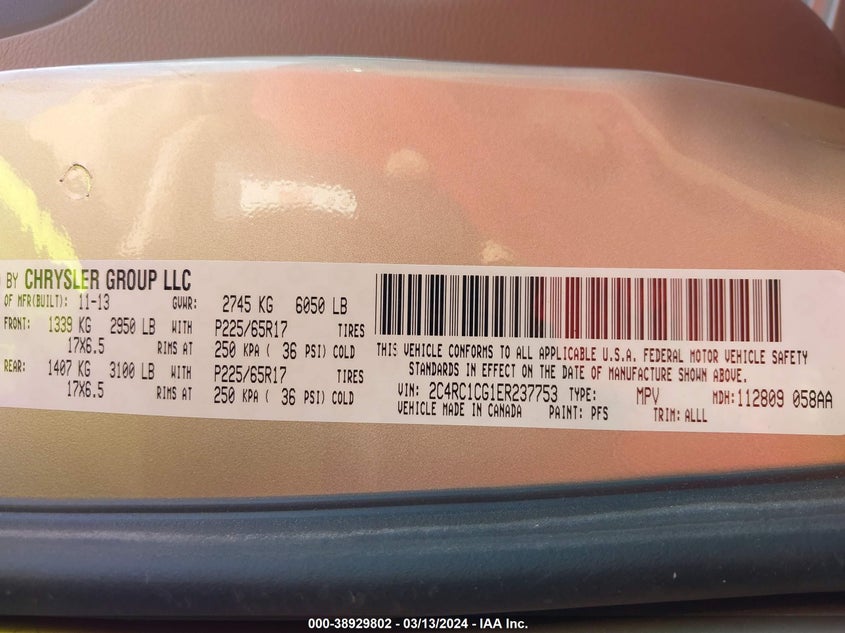 BY CHRYSLER GROUP LLC
OF MFR(BUILT): 11-13 GVWR: 2745 KG 6050 LB
FRONT: 1339 KG 2950 LB WITH P225/65R17 TIRES
17X6.5 RIMS AT 250 KPA ( 36 PSI) COLD
REAR: 1407 KG 3100 LB WITH P225/65R17 TIRES
17X6.5 RIMS AT 250 KPA ( 36 PSI) COLD
THIS VEHICLE CONFORMS TO ALL APPLICABLE U.S.A. FEDERAL MOTOR VEHICLE SAFETY
STANDARDS IN EFFECT ON THE DATE OF MANUFACTURE SHOWN ABOVE.
VIN: 2C4RC1CG1ER237753 TYPE: MPV MDH:112809 058AA
VEHICLE MADE IN CANADA PAINT: PFS TRIM: ALLL
000-38929802 - 03/13/2024 - IAA Inc.